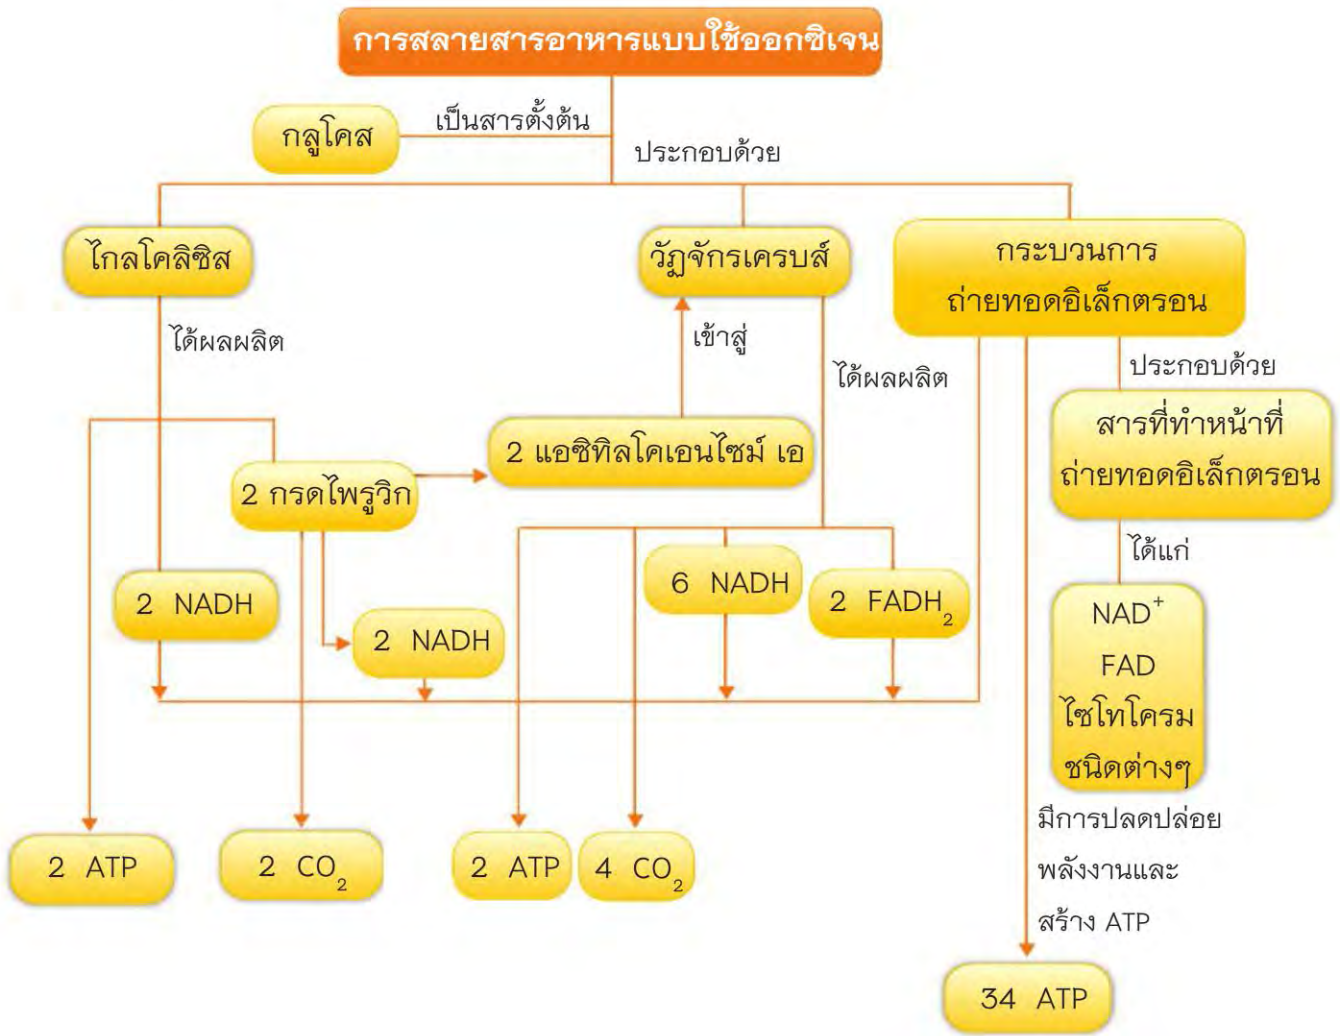 การสลายสารอาหารแบบใช้ออกซิเจน
เป็นสารตั้งต้น
กลูโคส
ประกอบด้วย
ไกลโคลิซิส
วัฏจักรเครบส์
กระบวนการ
ถ่ายทอดอิเล็กตรอน
ได้ผลผลิต
เข้าสู่
ได้ผลผลิต
ประกอบด้วย
สารที่ทำหน้าที่
ถ่ายทอดอิเล็กตรอน
2 แอซิทิลโคเอนไซม์ เอ
2 กรดไพรูวิก
ได้แก่
2 NADH
2 NADH
6 NADH
2 FADH₂
NAD⁺
FAD
ไซโทโครม
ชนิดต่างๆ
มีการปลดปล่อย
พลังงานและ
สร้าง ATP
2 ATP
2 CO₂
2 ATP
4 CO₂
34 ATP